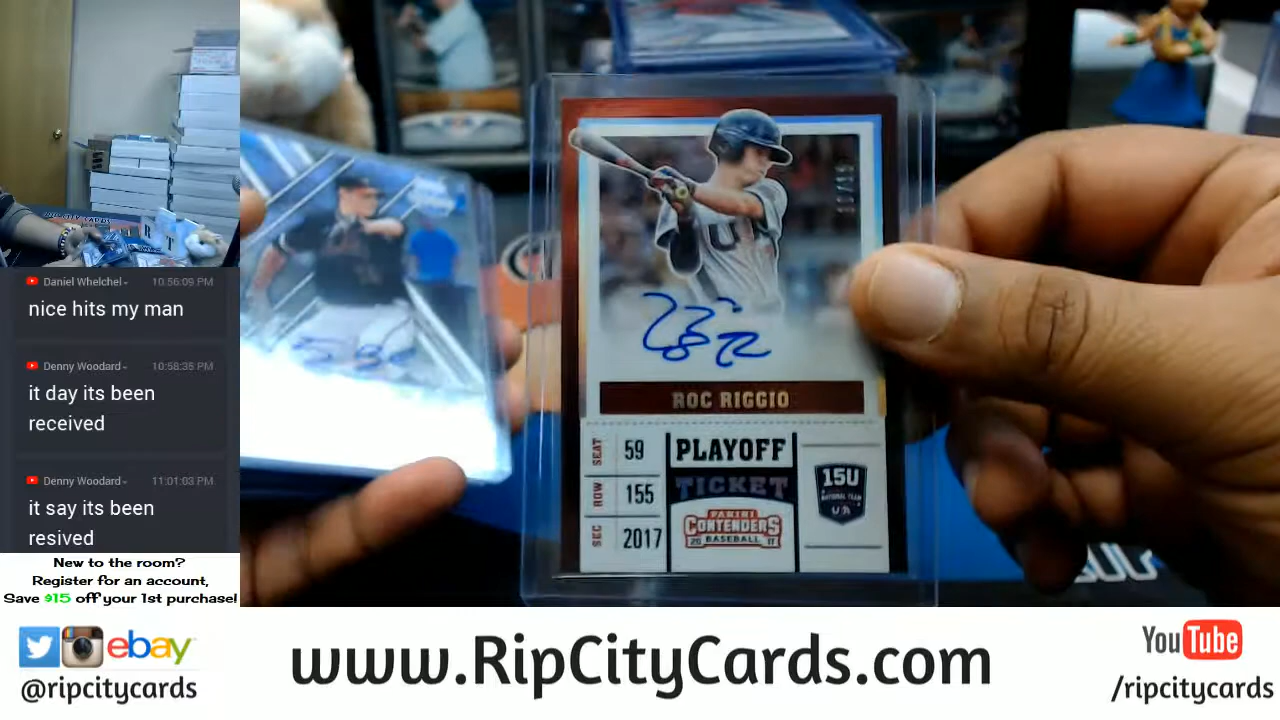 Daniel Whelchel 10:56:09 PM
nice hits my man
Denny Woodard 10:58:35 PM
it day its been
received
Denny Woodard 11:01:03 PM
it say its been
resived
New to the room?
Register for an account,
Save $15 off your 1st purchase!
ebay
@ripcitycards
www.RipCityCards.com
YouTube
/ripcitycards
ROC RIGGIO
SEAT 59
ROW 155
SEC 2017
PLAYOFF
TICKET
PANINI
CONTENDERS
20 BASEBALL 17
15U
NATIONAL TEAM
R T